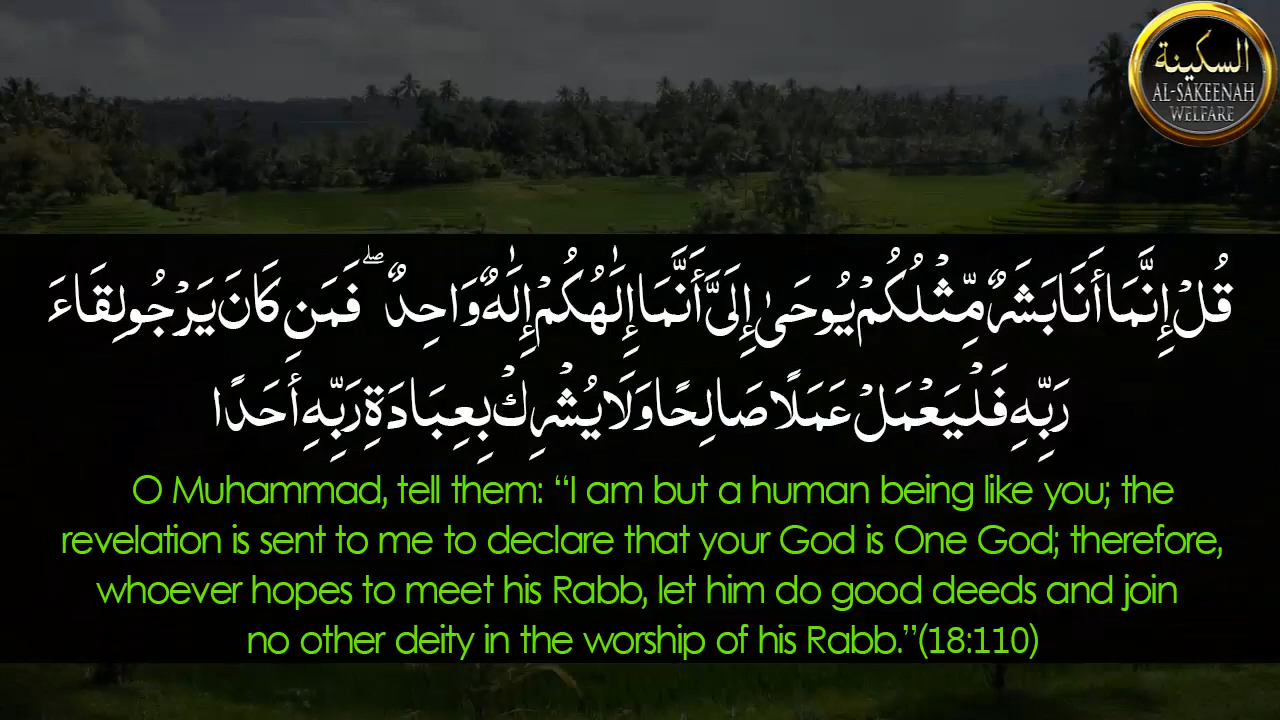 السكينة
AL-SAKEENAH
WELFARE
قُلْ إِنَّمَا أَنَا بَشَرٌ مِّثْلُكُمْ يُوحَىٰ إِلَيَّ أَنَّمَا إِلَٰهُكُمْ إِلَٰهٌ وَاحِدٌ ۖ فَمَن كَانَ يَرْجُو لِقَاءَ
رَبِّهِ فَلْيَعْمَلْ عَمَلًا صَالِحًا وَلَا يُشْرِكْ بِعِبَادَةِ رَبِّهِ أَحَدًا
O Muhammad, tell them: “I am but a human being like you; the
revelation is sent to me to declare that your God is One God; therefore,
whoever hopes to meet his Rabb, let him do good deeds and join
no other deity in the worship of his Rabb.”(18:110)